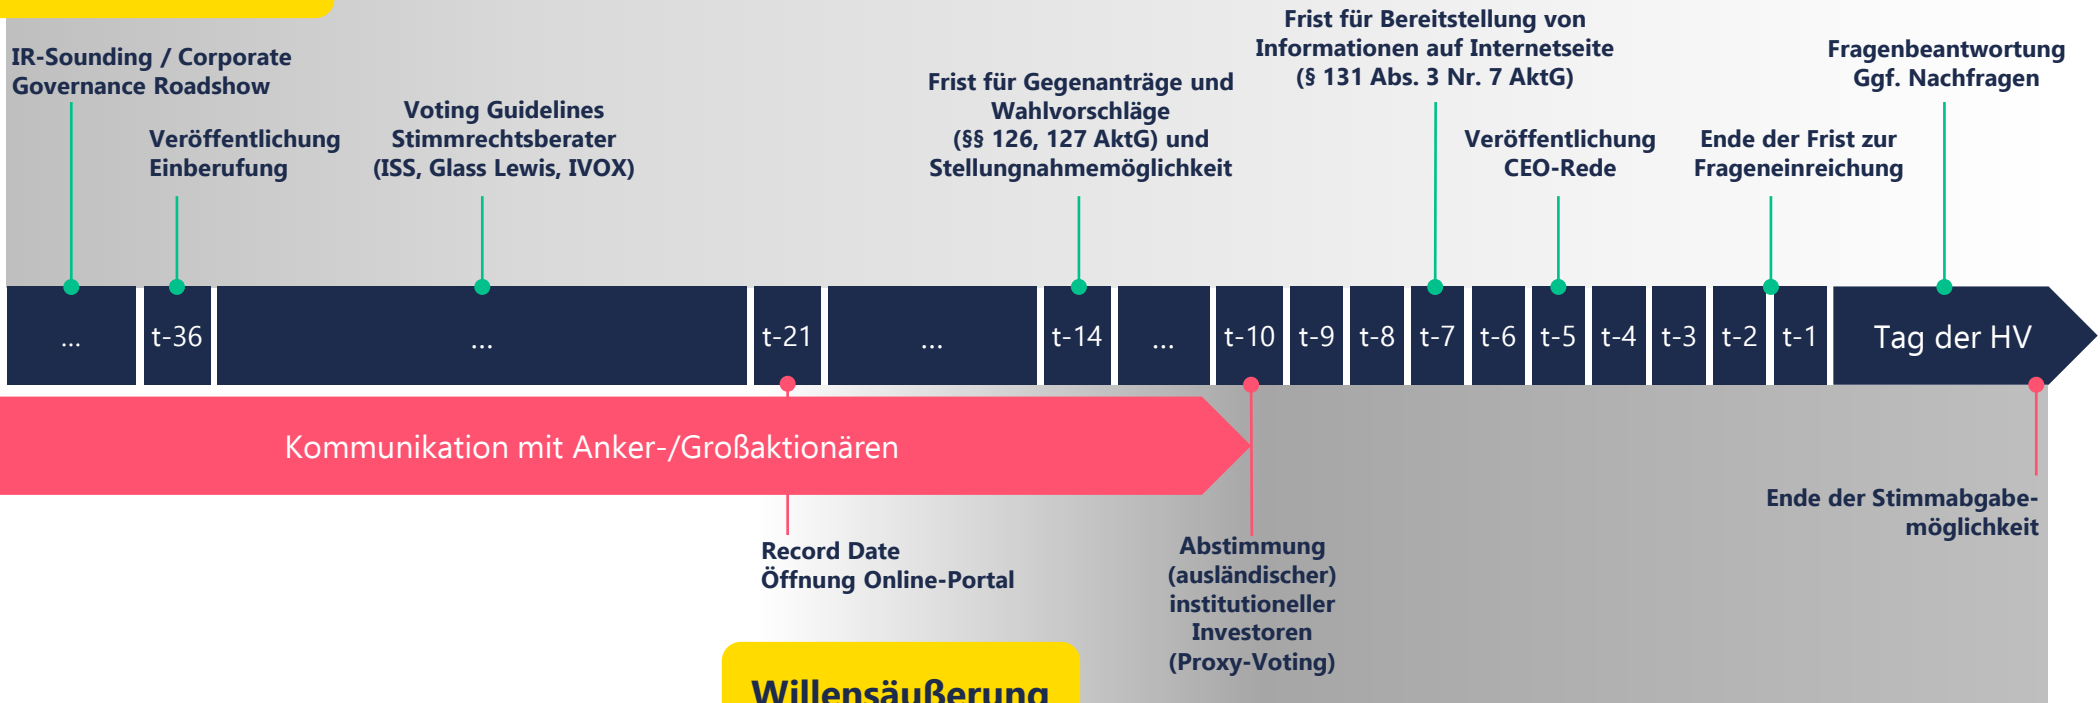 IR-Sounding / Corporate
Governance Roadshow
Veröffentlichung
Einberufung
Voting Guidelines
Stimmrechtsberater
(ISS, Glass Lewis, IVOX)
Frist für Gegenanträge und
Wahlvorschläge
(§§ 126, 127 AktG) und
Stellungnahmemöglichkeit
Frist für Bereitstellung von
Informationen auf Internetseite
(§ 131 Abs. 3 Nr. 7 AktG)
Veröffentlichung
CEO-Rede
Ende der Frist zur
Frageneinreichung
Fragenbeantwortung
Ggf. Nachfragen
... t-36 ... t-21 ... t-14 ... t-10 t-9 t-8 t-7 t-6 t-5 t-4 t-3 t-2 t-1 Tag der HV
Kommunikation mit Anker-/Großaktionären
Record Date
Öffnung Online-Portal
Abstimmung
(ausländischer)
institutioneller
Investoren
(Proxy-Voting)
Ende der Stimmabgabe-
möglichkeit
Willensäußerung